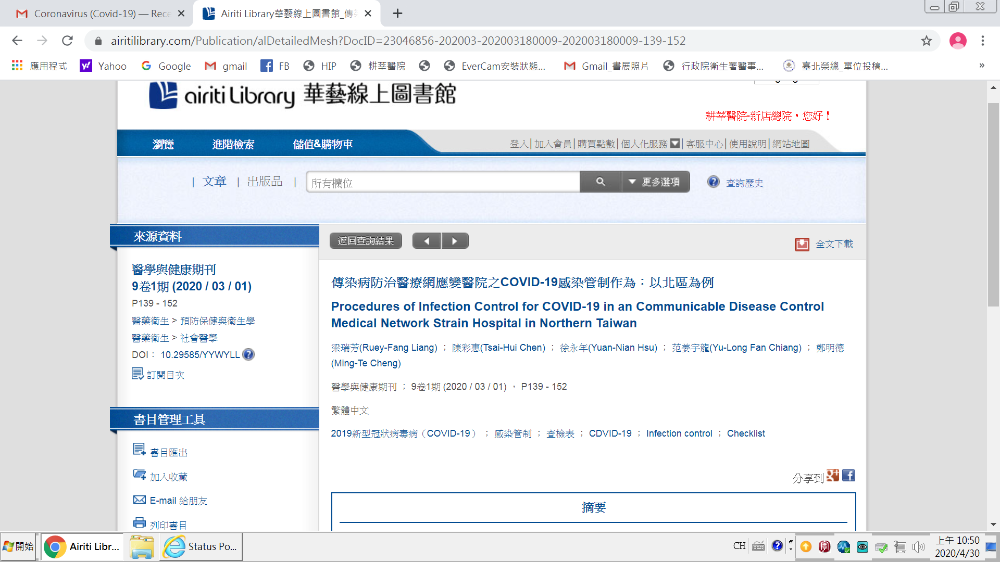 Coronavirus (Covid-19) — Rece
Airiti Library華藝線上圖書館_傳染
airitilibrary.com/Publication/alDetailedMesh?DocID=23046856-202003-202003180009-202003180009-139-152
應用程式 Yahoo Google gmail FB HIP 耕莘醫院 EverCam安裝狀態... Gmail_書展照片 行政院衛生署醫事... 臺北榮總_單位投稿... »
airiti Library 華藝線上圖書館
耕莘醫院-新店總院，您好！
瀏覽 進階檢索 儲值&購物車
登入| 加入會員| 購買點數| 個人化服務 | 客服中心| 使用說明| 網站地圖
| 文章 | 出版品 | 所有欄位 更多選項 查詢歷史
來源資料
醫學與健康期刊
9卷1期 (2020 / 03 / 01)
P139 - 152
醫藥衛生 > 預防保健與衛生學
醫藥衛生 > 社會醫學
DOI： 10.29585/YYWYLL
訂閱目次
書目管理工具
書目匯出
加入收藏
E-mail 給朋友
列印書目
返回查詢結果
全文下載
傳染病防治醫療網應變醫院之COVID-19感染管制作為：以北區為例
Procedures of Infection Control for COVID-19 in an Communicable Disease Control
Medical Network Strain Hospital in Northern Taiwan
梁瑞芳(Ruey-Fang Liang) ； 陳彩惠(Tsai-Hui Chen) ； 徐永年(Yuan-Nian Hsu) ； 范姜宇龍(Yu-Long Fan Chiang) ； 鄭明德
(Ming-Te Cheng)
醫學與健康期刊 ； 9卷1期 (2020 / 03 / 01) ， P139 - 152
繁體中文
2019新型冠狀病毒病（COVID-19） ； 感染管制 ； 查檢表 ； CDVID-19 ； Infection control ； Checklist
分享到
摘要
開始 Airiti Libr... Status Po... CH
上午 10:50
2020/4/30